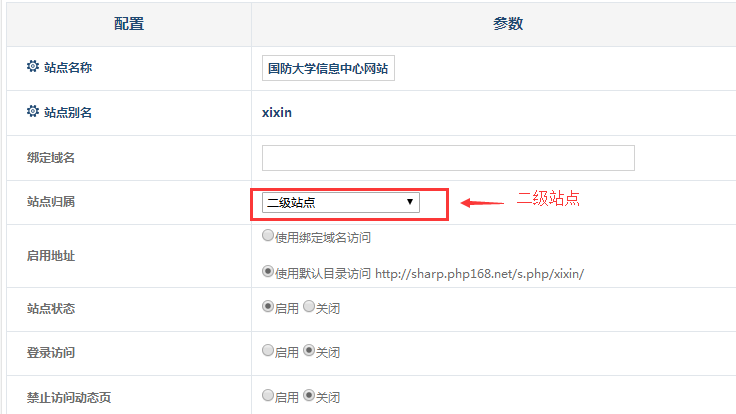 配置 参数
站点名称 国防大学信息中心网站
站点别名 xixin
绑定域名
站点归属 二级站点 二级站点
使用绑定域名访问
启用地址
使用默认目录访问 http://sharp.php168.net/s.php/xixin/
站点状态 启用 关闭
登录访问 启用 关闭
禁止访问动态页 启用 关闭